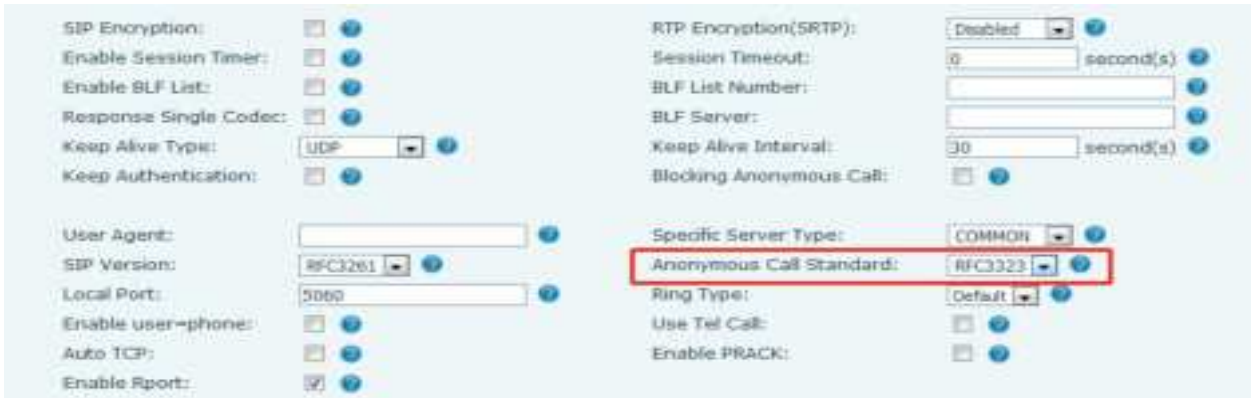 SIP Encryption: RTP Encryption(SRTP): Disabled
Enable Session Timer: Session Timeout: 0 second(s)
Enable BLF List: BLF List Number:
Response Single Codec: BLF Server:
Keep Alive Type: UDP Keep Alive Interval: 30 second(s)
Keep Authentication: Blocking Anonymous Call:
User Agent: Specific Server Type: COMMON
SIP Version: RFC3261 Anonymous Call Standard: RFC3323
Local Port: 5060 Ring Type: Default
Enable user=phone: Use Tel Call:
Auto TCP: Enable PRACK:
Enable Rport: